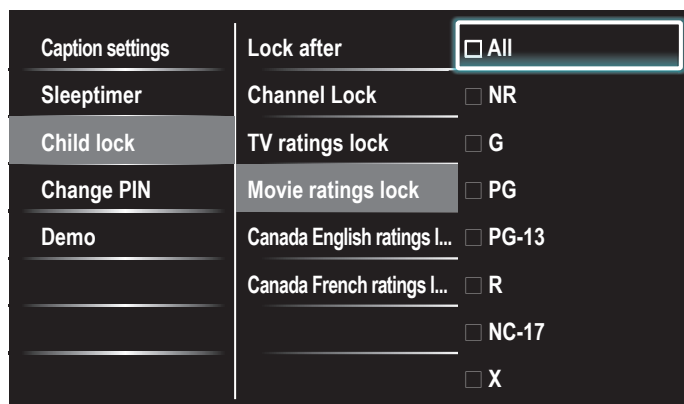 Caption settings
Sleeptimer
Child lock
Change PIN
Demo
Lock after
Channel Lock
TV ratings lock
Movie ratings lock
Canada English ratings l...
Canada French ratings l...
All
NR
G
PG
PG-13
R
NC-17
X